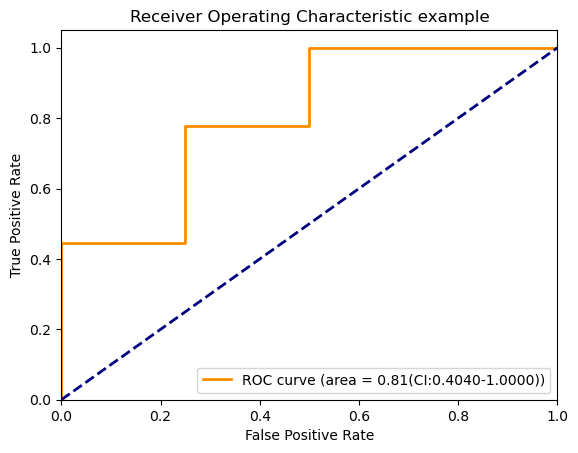 Receiver Operating Characteristic example
True Positive Rate
1.0
0.8
0.6
0.4
0.2
0.0
ROC curve (area = 0.81(CI:0.4040-1.0000))
0.0 0.2 0.4 0.6 0.8 1.0
False Positive Rate